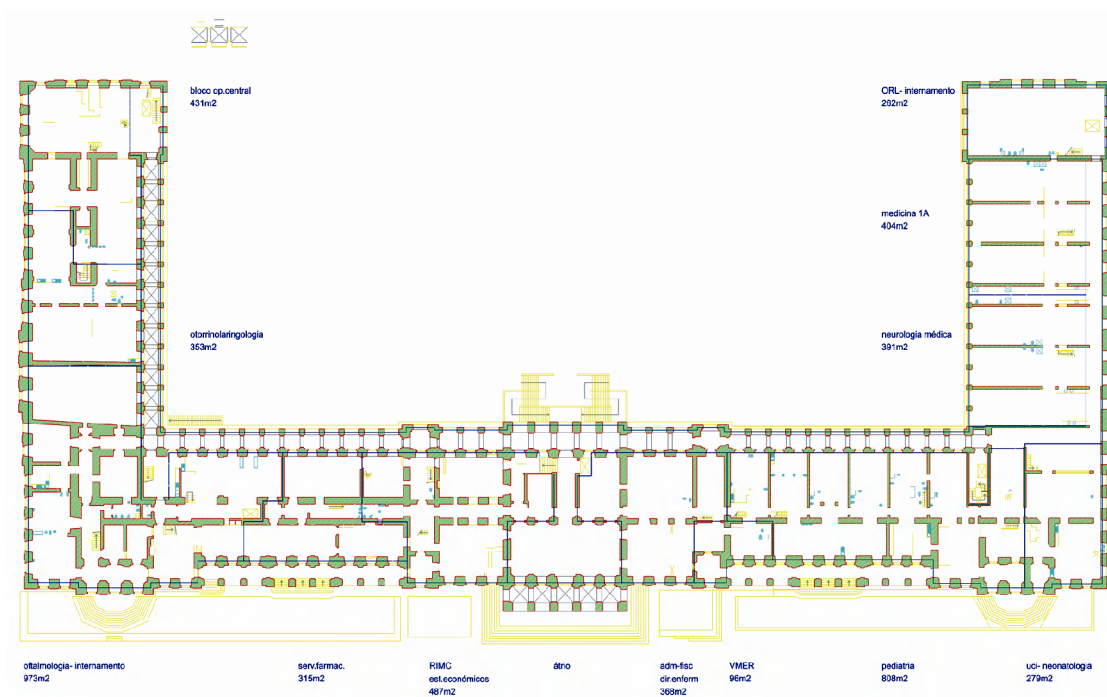 bloco op.central
431m2
ORL- internamento
262m2
medicina 1A
404m2
otorrinolaringologia
353m2
neurologia médica
391m2
oftalmologia- internamento
973m2
serv.farmac.
315m2
RIMC
est.económicos
487m2
átrio
adm-fisc
dir.enferm
368m2
VMER
96m2
pediatria
808m2
uci- neonatologia
279m2